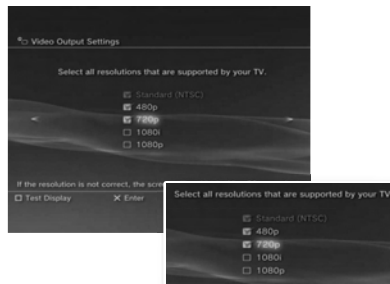 Video Output Settings
Select all resolutions that are supported by your TV.
Standard (NTSC)
480p
720p
1080i
1080p
If the resolution is not correct, the scre
Test Display X Enter
Select all resolutions that are supported by your TV
Standard (NTSC)
480p
720p
1080i
1080p